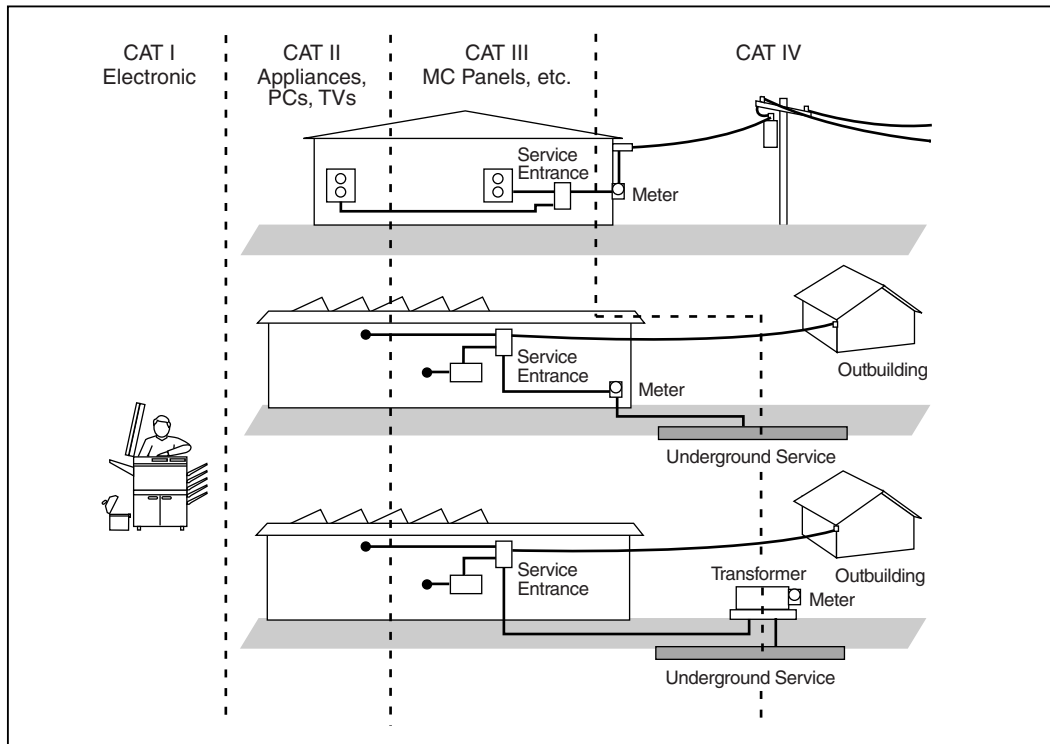 CAT I
Electronic
CAT II
Appliances,
PCs, TVs
CAT III
MC Panels, etc.
CAT IV
Service
Entrance
Meter
Service
Entrance
Meter
Outbuilding
Underground Service
Service
Entrance
Transformer
Meter
Outbuilding
Underground Service